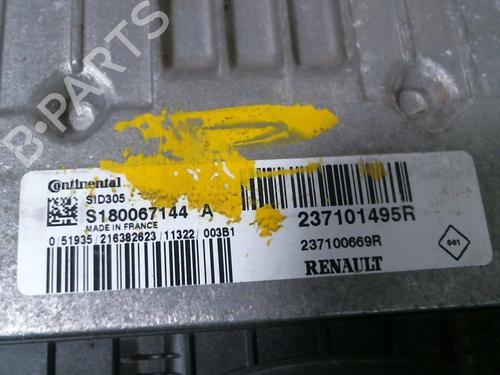 B-PARTS
Continental
SID305
S180067144 A
MADE IN FRANCE
0 51935 / 216382623 / 11322 / 003B1
237101495R
237100669R
RENAULT
001